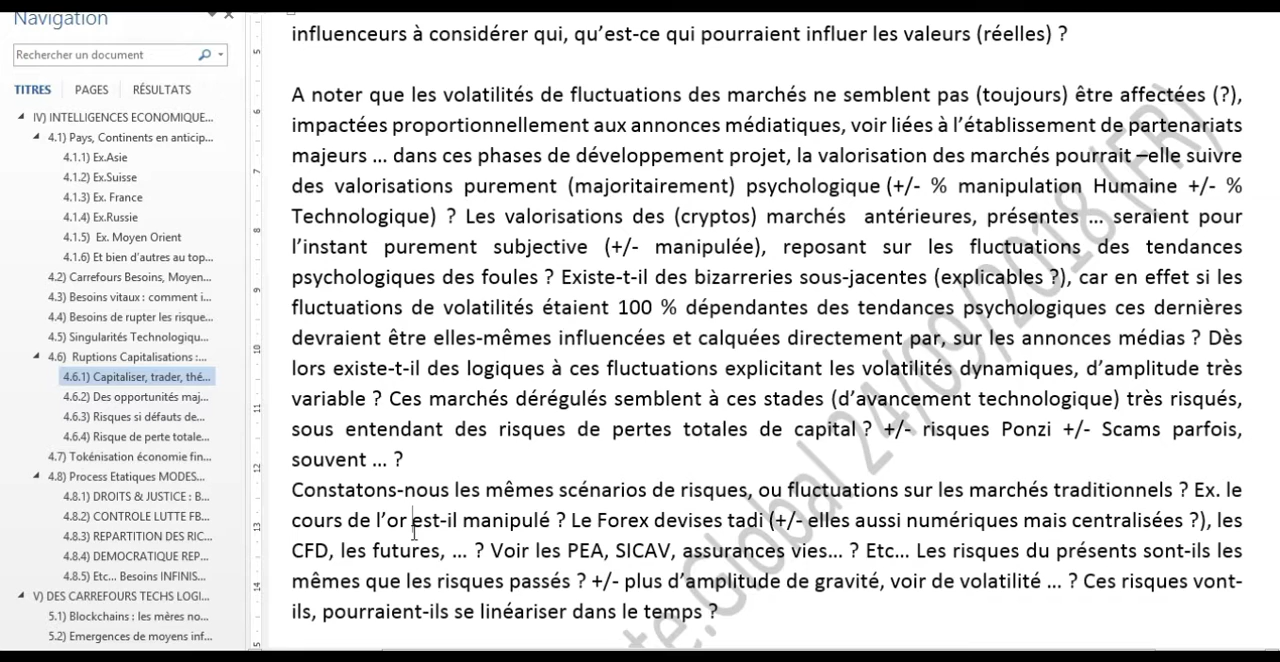 Navigation
Rechercher un document
TITRES PAGES RÉSULTATS
IV) INTELLIGENCES ECONOMIQUE...
4.1) Pays, Continents en anticip...
4.1.1) Ex.Asie
4.1.2) Ex.Suisse
4.1.3) Ex. France
4.1.4) Ex.Russie
4.1.5) Ex. Moyen Orient
4.1.6) Et bien d'autres au top...
4.2) Carrefours Besoins, Moyen...
4.3) Besoins vitaux : comment i...
4.4) Besoins de rupter les risque...
4.5) Singularités Technologiqu...
4.6) Ruptions Capitalisations :...
4.6.1) Capitaliser, trader, thé...
4.6.2) Des opportunités maj...
4.6.3) Risques si défauts de...
4.6.4) Risque de perte totale...
4.7) Tokénisation économie fin...
4.8) Process Etatiques MODES...
4.8.1) DROITS & JUSTICE : B...
4.8.2) CONTROLE LUTTE FB...
4.8.3) REPARTITION DES RIC...
4.8.4) DEMOCRATIQUE REP...
4.8.5) Etc... Besoins INFINIS...
V) DES CARREFOURS TECHS LOGI...
5.1) Blockchains : les mères no...
5.2) Emergences de moyens inf...
5
6
7
8
9
10
11
12
13
14
15
influenceurs à considérer qui, qu'est-ce qui pourraient influer les valeurs (réelles) ?
A noter que les volatilités de fluctuations des marchés ne semblent pas (toujours) être affectées (?),
impactées proportionnellement aux annonces médiatiques, voir liées à l'établissement de partenariats
majeurs ... dans ces phases de développement projet, la valorisation des marchés pourrait –elle suivre
des valorisations purement (majoritairement) psychologique (+/- % manipulation Humaine +/- %
Technologique) ? Les valorisations des (cryptos) marchés antérieures, présentes ... seraient pour
l'instant purement subjective (+/- manipulée), reposant sur les fluctuations des tendances
psychologiques des foules ? Existe-t-il des bizarreries sous-jacentes (explicables ?), car en effet si les
fluctuations de volatilités étaient 100 % dépendantes des tendances psychologiques ces dernières
devraient être elles-mêmes influencées et calquées directement par, sur les annonces médias ? Dès
lors existe-t-il des logiques à ces fluctuations explicitant les volatilités dynamiques, d'amplitude très
variable ? Ces marchés dérégulés semblent à ces stades (d'avancement technologique) très risqués,
sous entendant des risques de pertes totales de capital ? +/- risques Ponzi +/- Scams parfois,
souvent ... ?
Constatons-nous les mêmes scénarios de risques, ou fluctuations sur les marchés traditionnels ? Ex. le
cours de l'or est-il manipulé ? Le Forex devises tadi (+/- elles aussi numériques mais centralisées ?), les
CFD, les futures, ... ? Voir les PEA, SICAV, assurances vies... ? Etc... Les risques du présents sont-ils les
mêmes que les risques passés ? +/- plus d'amplitude de gravité, voir de volatilité ... ? Ces risques vont-
ils, pourraient-ils se linéariser dans le temps ?
te.Global 24/09/2018 (FR)